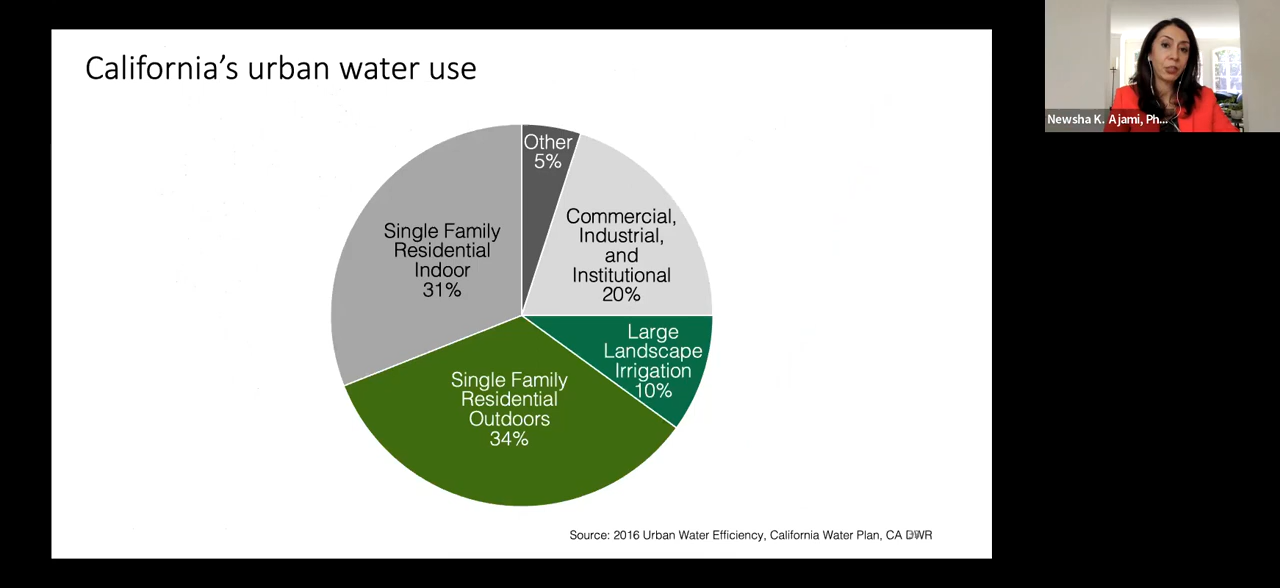 California's urban water use
Other
5%
Commercial,
Industrial,
and
Institutional
20%
Large
Landscape
Irrigation
10%
Single Family
Residential
Outdoors
34%
Single Family
Residential
Indoor
31%
Source: 2016 Urban Water Efficiency, California Water Plan, CA DWR
Newsha K. Ajami, Ph...